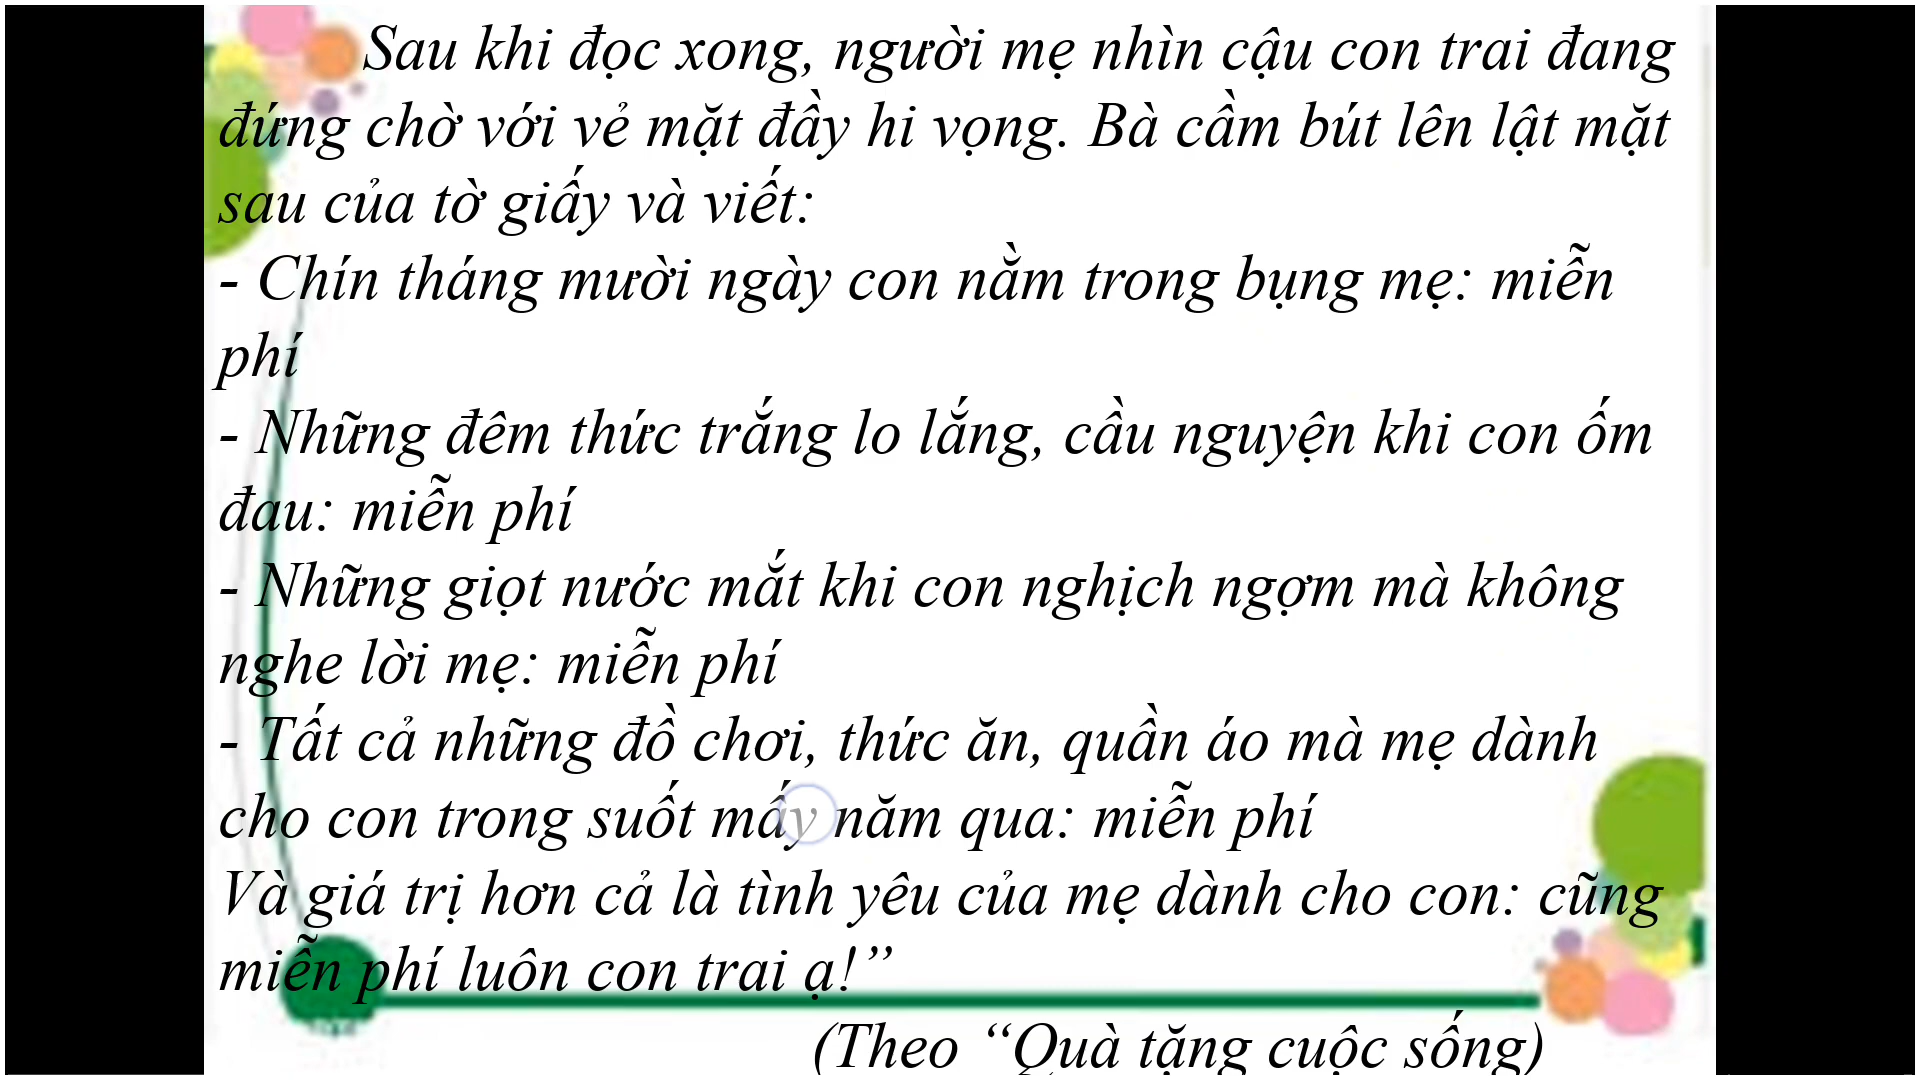 Sau khi đọc xong, người mẹ nhìn cậu con trai đang
đứng chờ với vẻ mặt đầy hi vọng. Bà cầm bút lên lật mặt
sau của tờ giấy và viết:
- Chín tháng mười ngày con nằm trong bụng mẹ: miễn
phí
- Những đêm thức trắng lo lắng, cầu nguyện khi con ốm
đau: miễn phí
- Những giọt nước mắt khi con nghịch ngợm mà không
nghe lời mẹ: miễn phí
- Tất cả những đồ chơi, thức ăn, quần áo mà mẹ dành
cho con trong suốt mấy năm qua: miễn phí
Và giá trị hơn cả là tình yêu của mẹ dành cho con: cũng
miễn phí luôn con trai ạ!”
(Theo “Quà tặng cuộc sống)